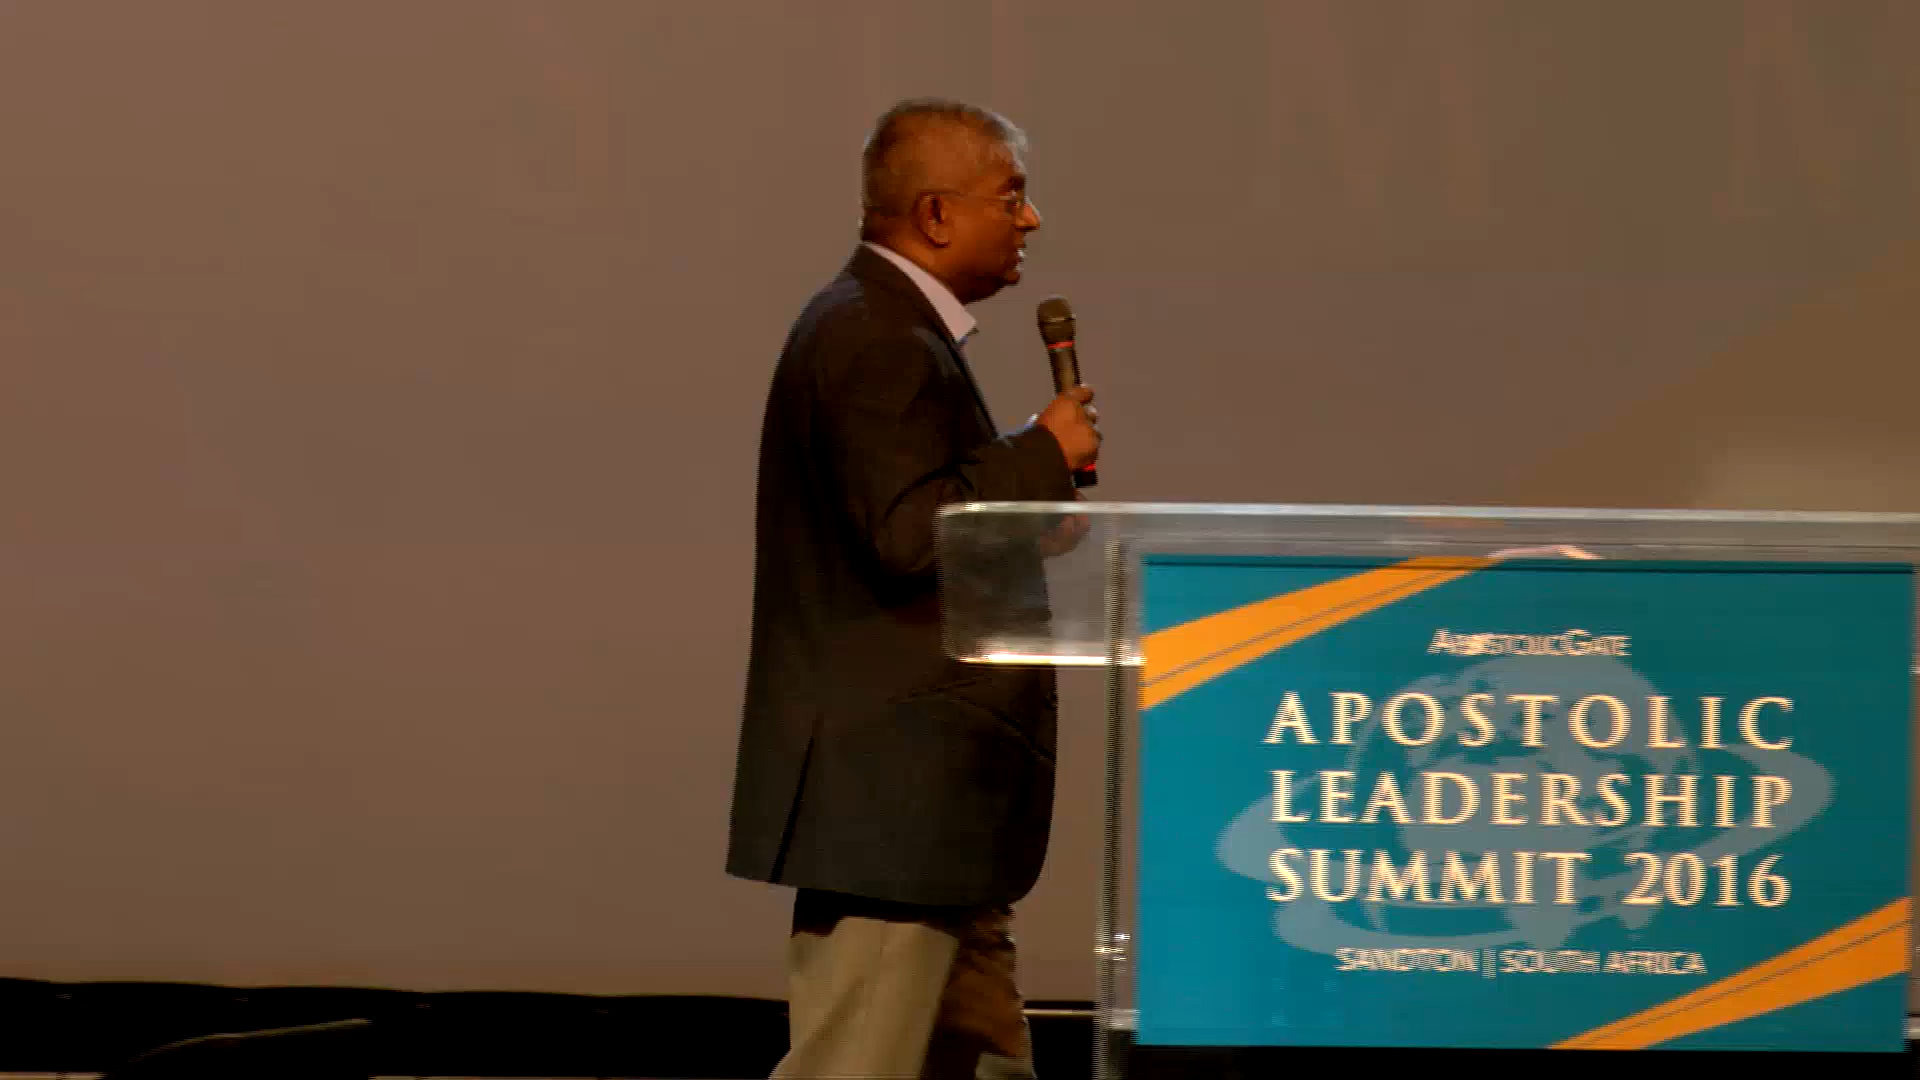 ApostolicGate
APOSTOLIC
LEADERSHIP
SUMMIT 2016
SANDTON | SOUTH AFRICA